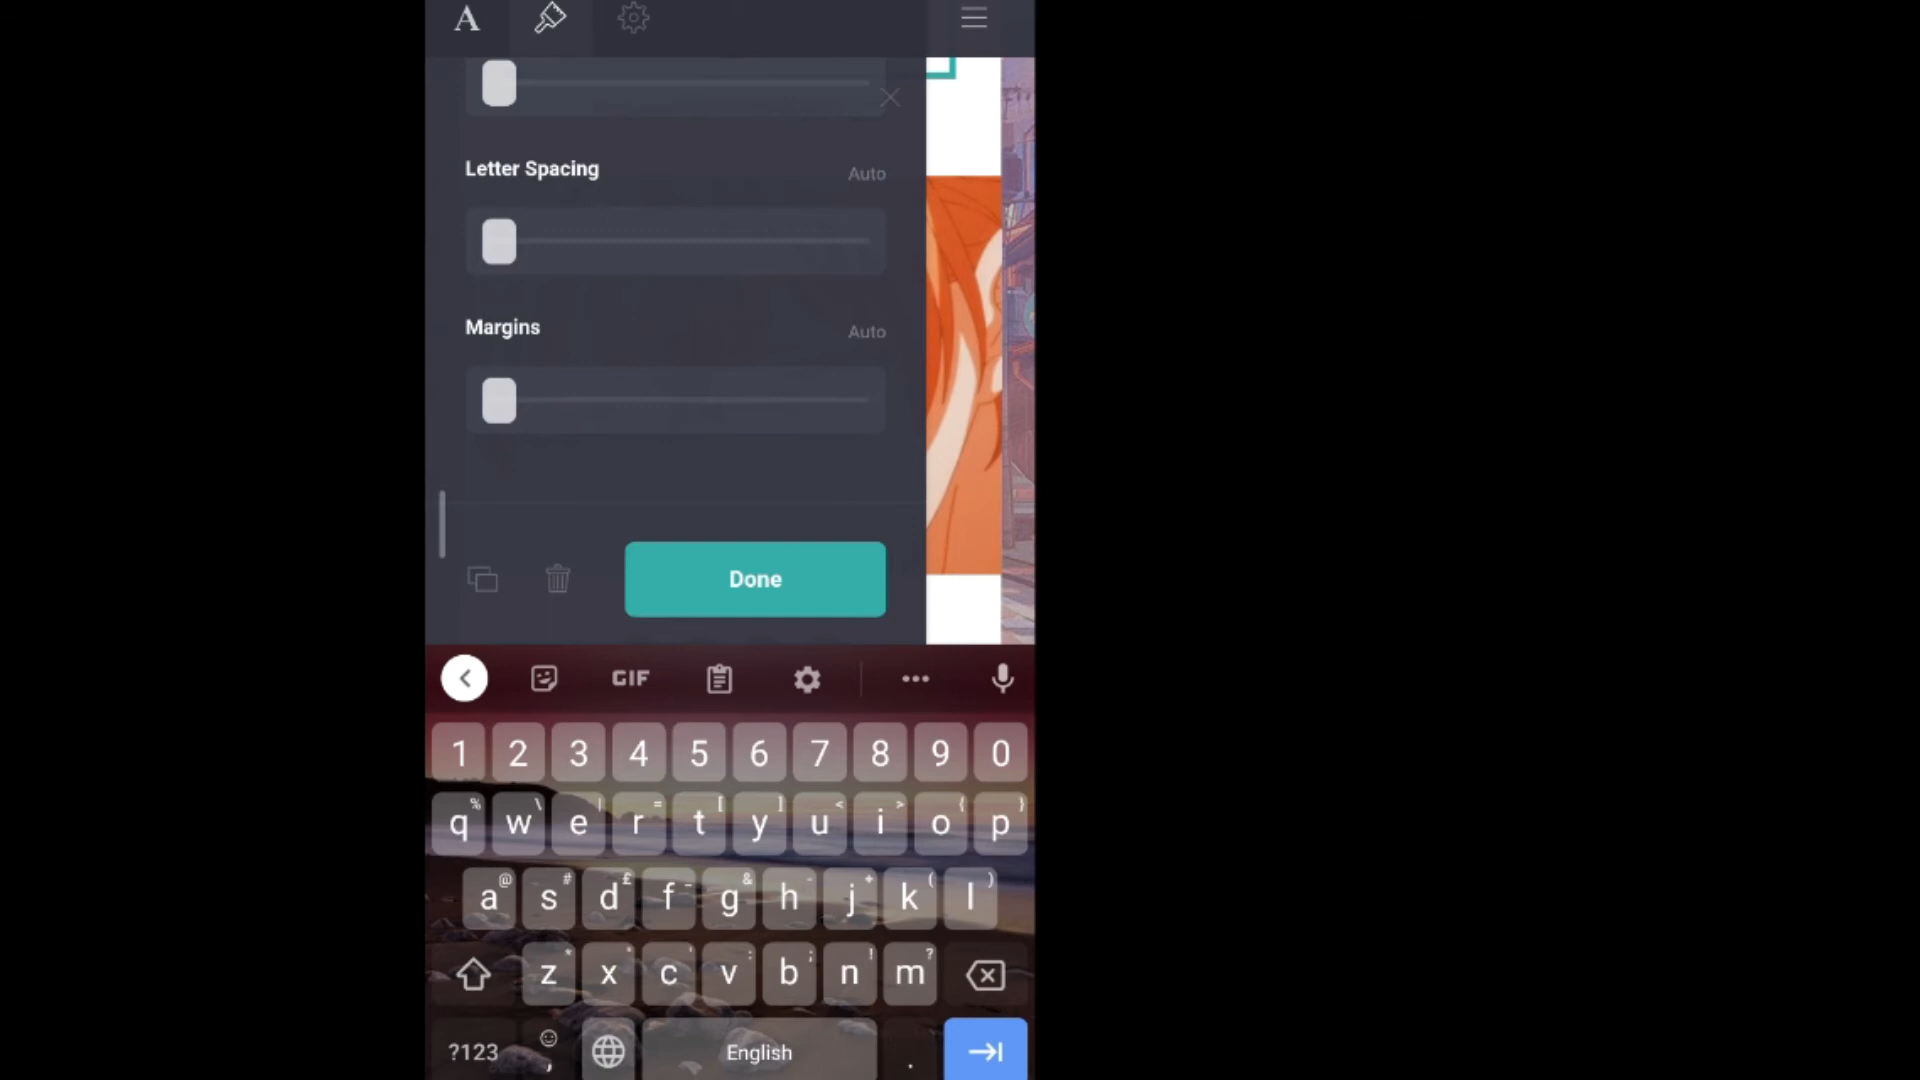 A
Letter Spacing
Auto
Margins
Auto
Done
GIF
1 2 3 4 5 6 7 8 9 0
% \ | = [ ] < > { }
q w e r t y u i o p
@ # £ & - + ( )
a s d f g h j k l
* " ' : ; ! ?
z x c v b n m
?123 , English .